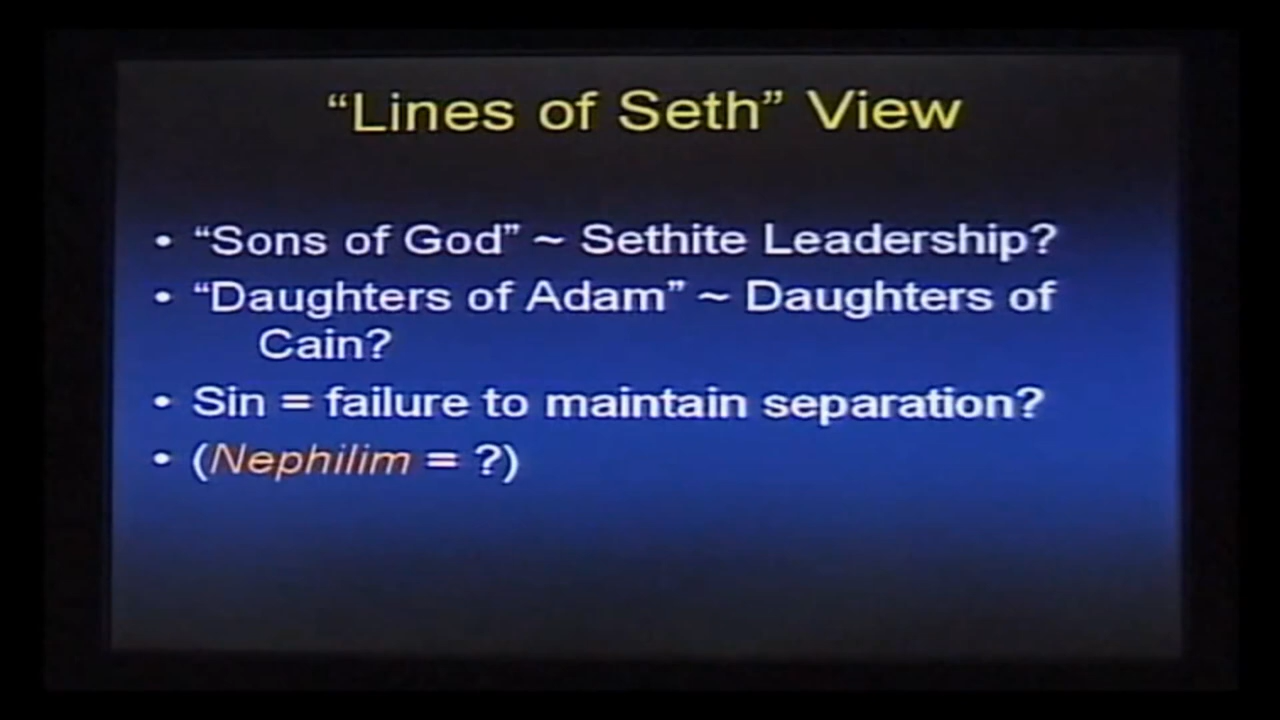 “Lines of Seth” View
• “Sons of God” ~ Sethite Leadership?
• “Daughters of Adam” ~ Daughters of
Cain?
• Sin = failure to maintain separation?
• (Nephilim = ?)